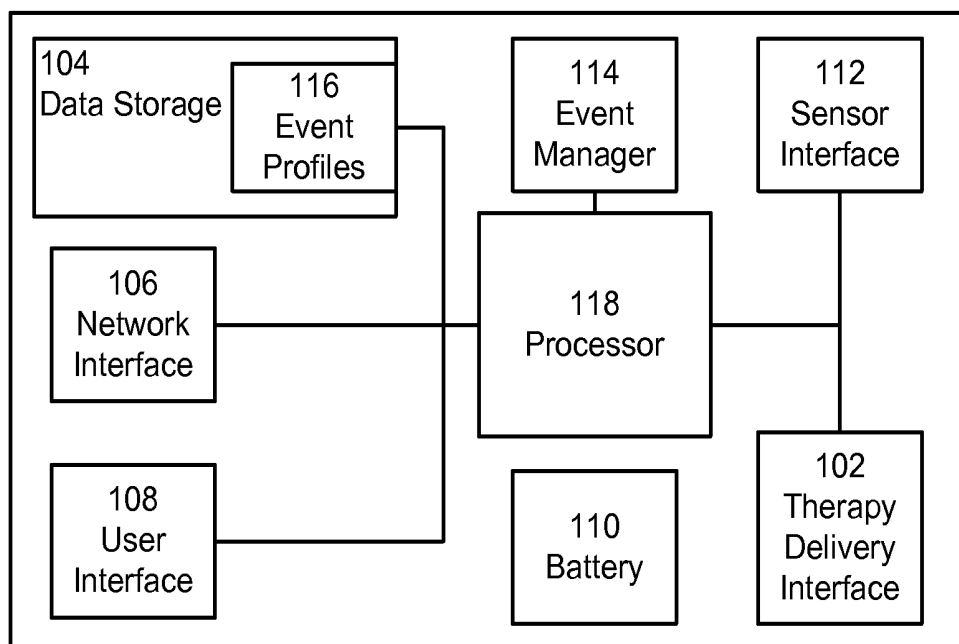 104
Data Storage
116
Event
Profiles
114
Event
Manager
112
Sensor
Interface
106
Network
Interface
118
Processor
108
User
Interface
110
Battery
102
Therapy
Delivery
Interface